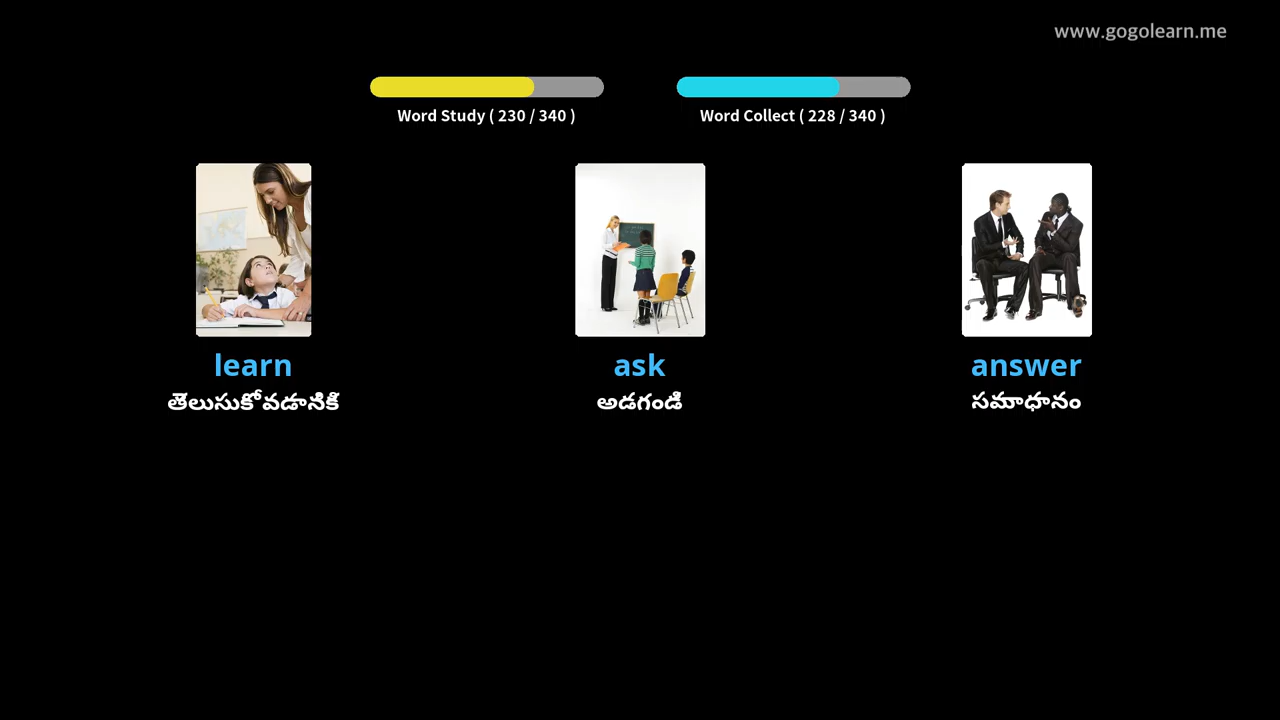 www.gogolearn.me
Word Study ( 230 / 340 )
Word Collect ( 228 / 340 )
learn
తెలుసుకోవడానికి
ask
అడగండి
answer
సమాధానం